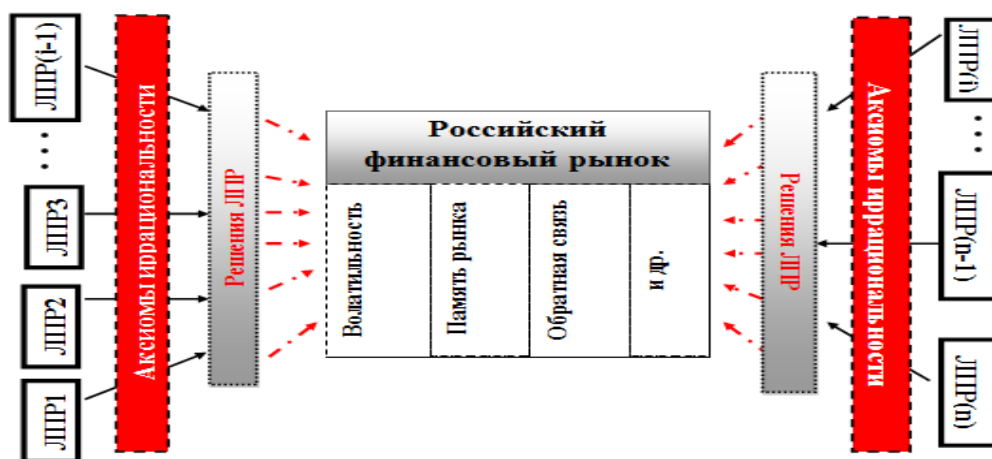 ЛПР(i-1)
...
ЛПР3
ЛПР2
ЛПР1
Аксиомы иррациональности
Решения ЛПР
Российский
финансовый рынок
Волатильность
Память рынка
Обратная связь
и др.
Решения ЛПР
Аксиомы иррациональности
ЛПР(i)
...
ЛПР(n-1)
ЛПР(n)